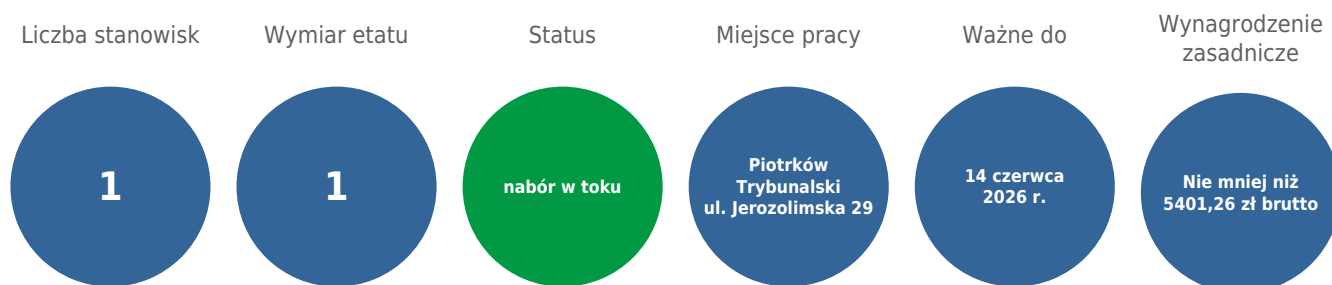 Liczba stanowisk
1
Wymiar etatu
1
Status
nabór w toku
Miejsce pracy
Piotrków
Trybunalski
ul. Jerozolimska 29
Ważne do
14 czerwca
2026 r.
Wynagrodzenie
zasadnicze
Nie mniej niż
5401,26 zł brutto